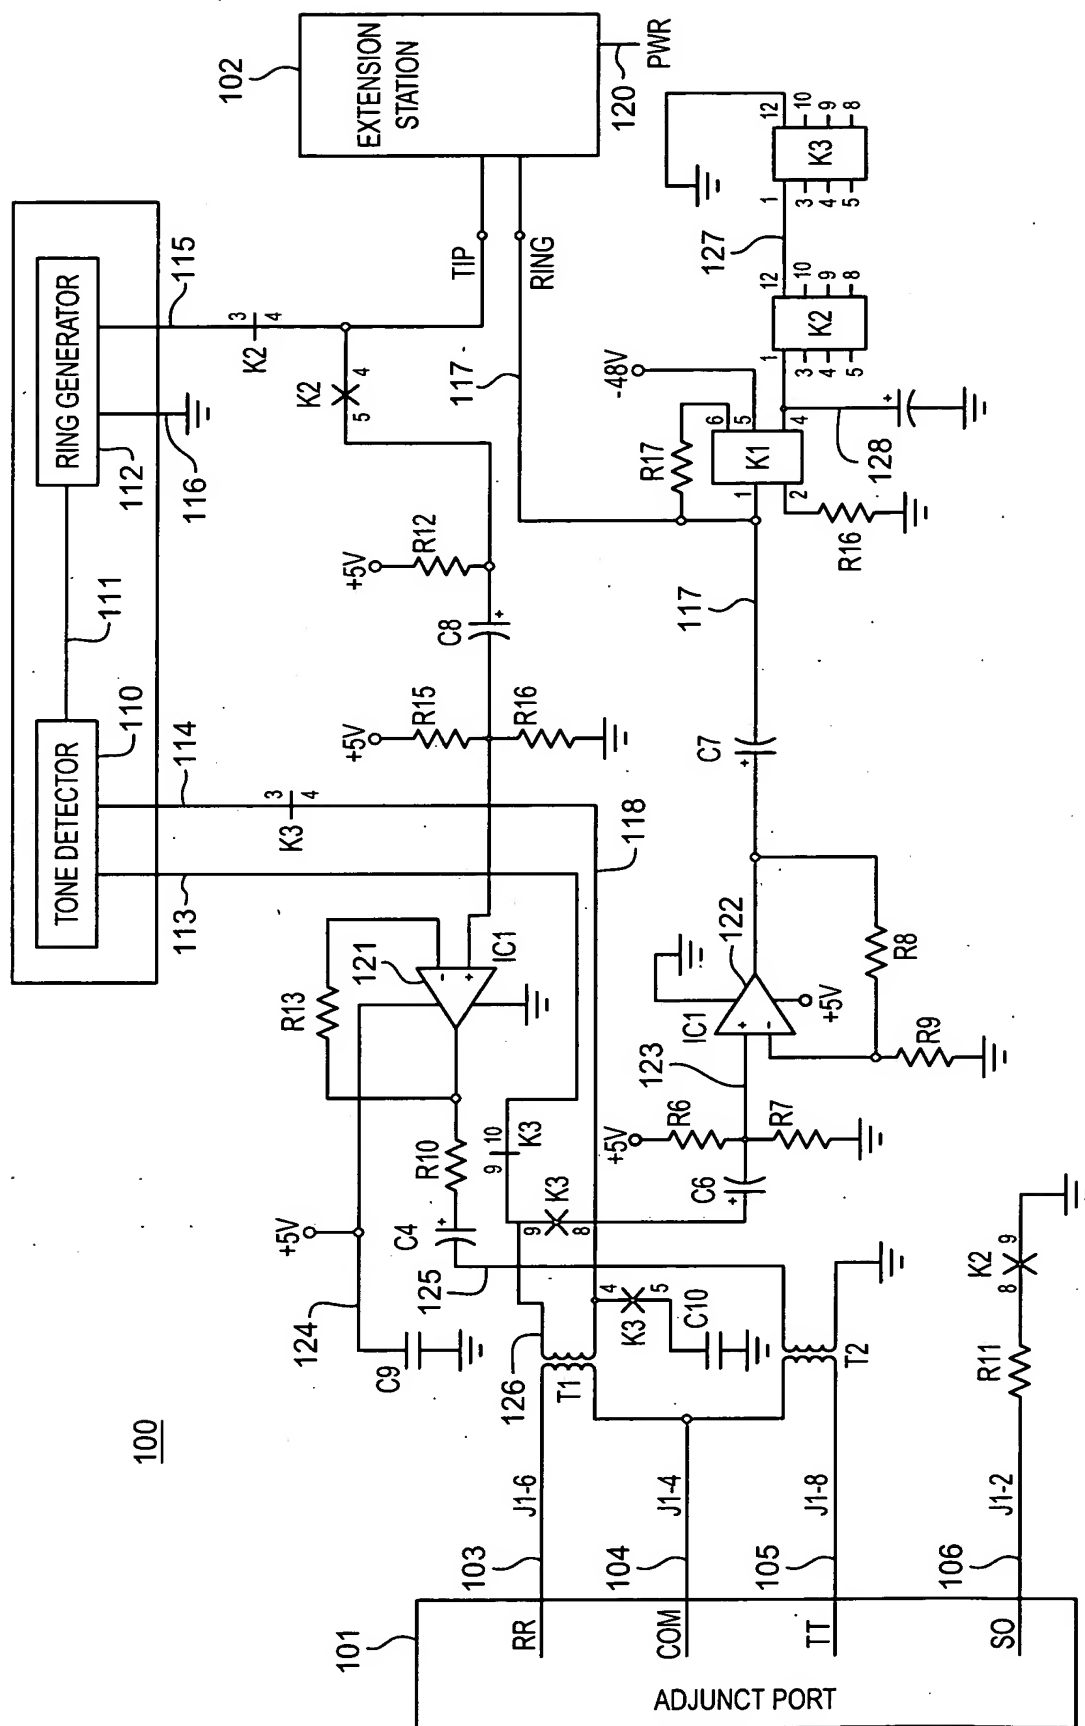 100
TONE DETECTOR
RING GENERATOR
110
111
112
113
114
115
116
3
4
K3
3
4
K2
K2
5
4
102
EXTENSION
STATION
120
PWR
TIP
RING
117
124
+5V
C9
R13
121
-
+
IC1
+5V
R15
R16
C8
+
+5V
R12
125
C4
+
R10
9
10
K3
118
126
T1
9
8
K3
4
5
K3
C10
T2
C6
+
+5V
R6
R7
123
IC1
+
-
122
+5V
R8
R9
C7
+
117
R17
-48V
K1
1
2
6
5
4
R16
128
+
1
3
4
5
K2
12
10
9
8
127
1
3
4
5
K3
12
10
9
8
101
ADJUNCT PORT
RR
103
J1-6
COM
104
J1-4
TT
105
J1-8
SO
106
J1-2
R11
8
9
K2